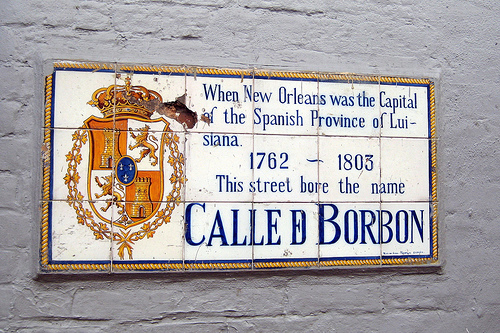 When New Orleans was the Capital
of the Spanish Province of Loui-
siana.
1762 ~ 1803
This street bore the name
CALLE D BORBON